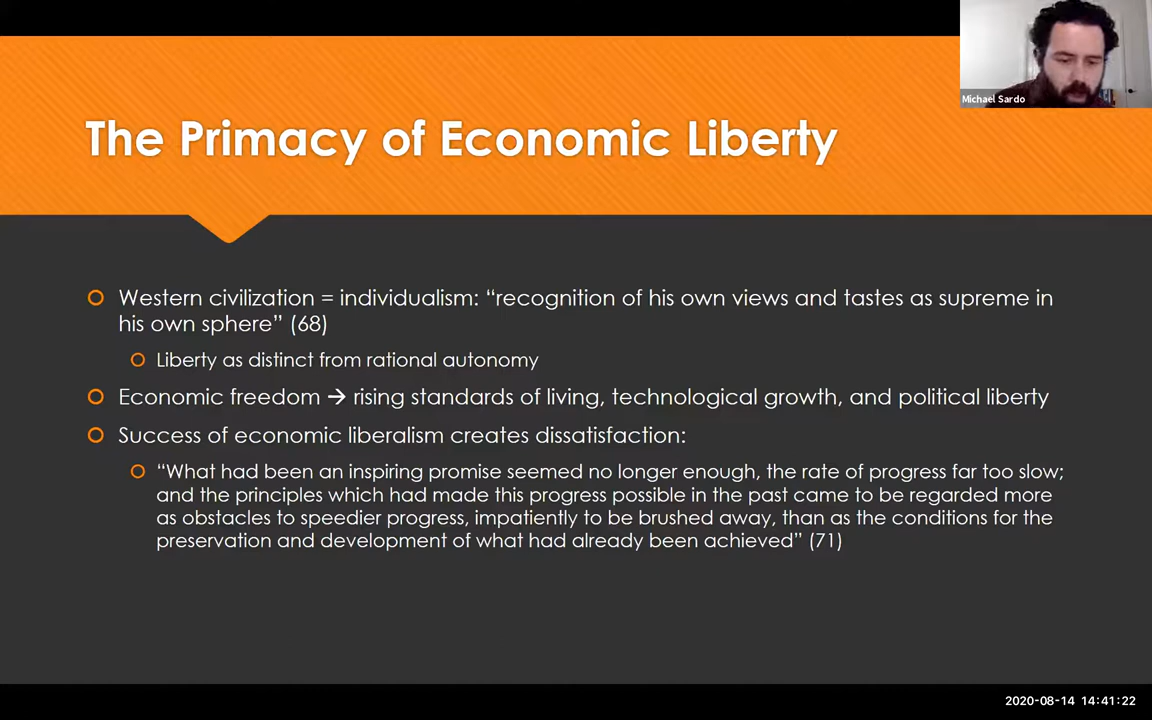 Michael Sardo
The Primacy of Economic Liberty
Western civilization = individualism: “recognition of his own views and tastes as supreme in
his own sphere” (68)
Liberty as distinct from rational autonomy
Economic freedom → rising standards of living, technological growth, and political liberty
Success of economic liberalism creates dissatisfaction:
“What had been an inspiring promise seemed no longer enough, the rate of progress far too slow;
and the principles which had made this progress possible in the past came to be regarded more
as obstacles to speedier progress, impatiently to be brushed away, than as the conditions for the
preservation and development of what had already been achieved” (71)
2020-08-14 14:41:22